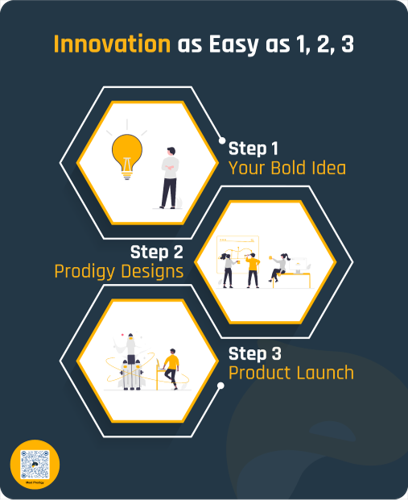 Innovation as Easy as 1, 2, 3
Step 1
Your Bold Idea
Step 2
Prodigy Designs
Step 3
Product Launch